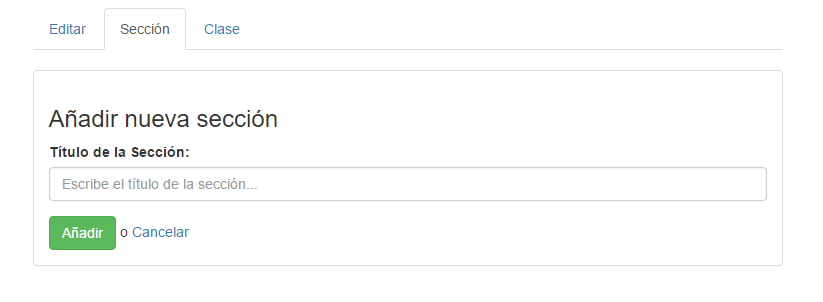 Editar Sección Clase
Añadir nueva sección
Título de la Sección:
Escribe el título de la sección...
Añadir o Cancelar